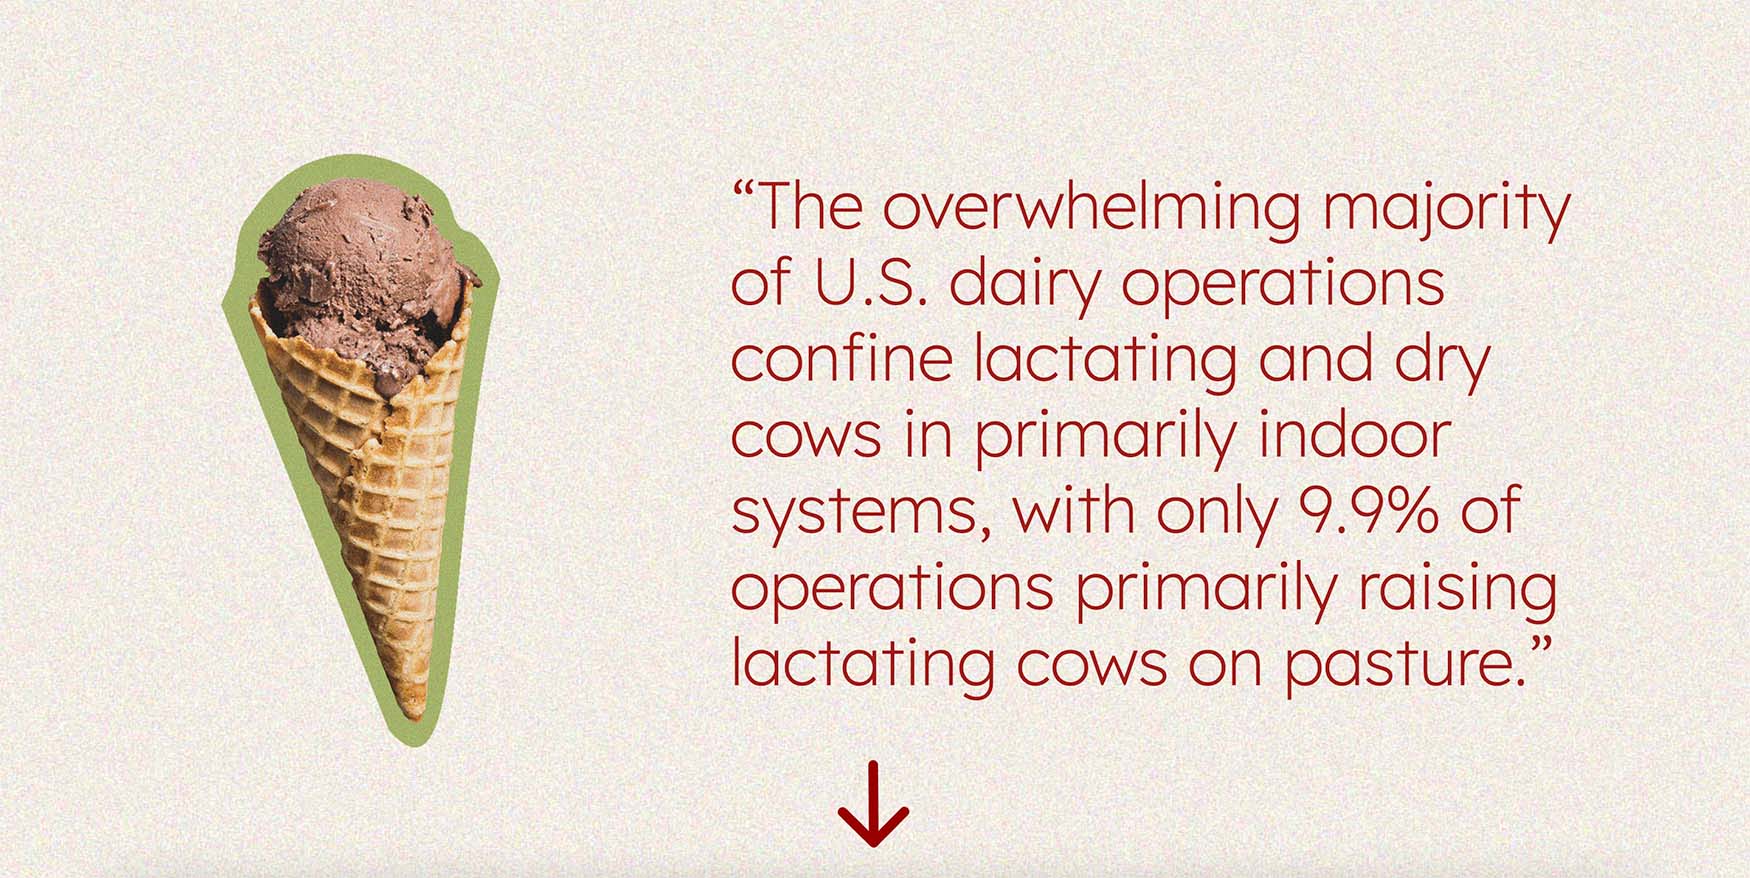 “The overwhelming majority
of U.S. dairy operations
confine lactating and dry
cows in primarily indoor
systems, with only 9.9% of
operations primarily raising
lactating cows on pasture.”